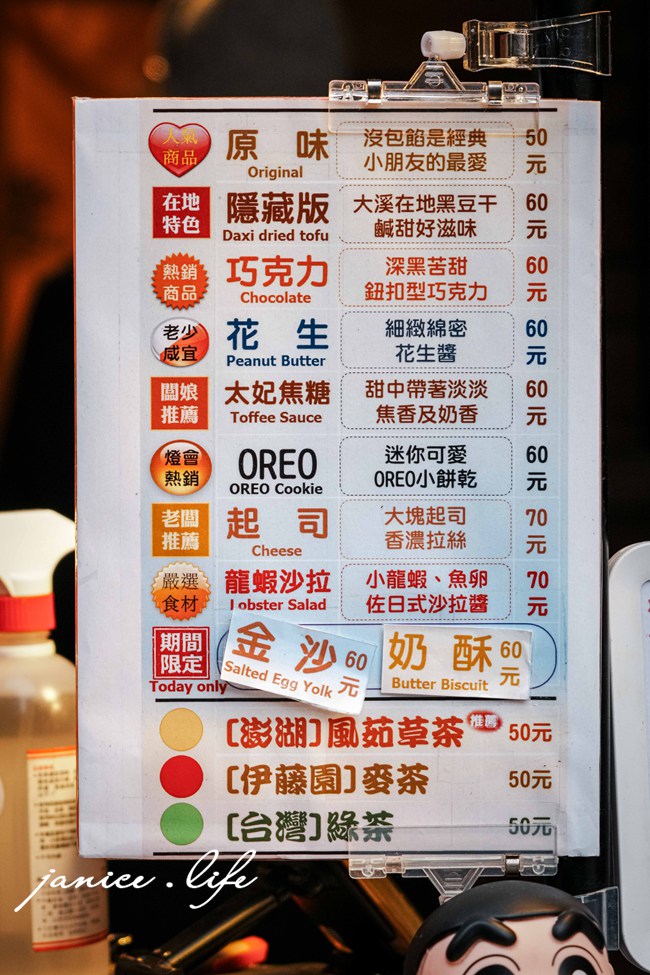 人氣
商品
原 味
Original
沒包餡是經典
小朋友的最愛
50
元
在地
特色
隱藏版
Daxi dried tofu
大溪在地黑豆干
鹹甜好滋味
60
元
熱銷
商品
巧克力
Chocolate
深黑苦甜
鈕扣型巧克力
60
元
老少
咸宜
花 生
Peanut Butter
細緻綿密
花生醬
60
元
闆娘
推薦
太妃焦糖
Toffee Sauce
甜中帶著淡淡
焦香及奶香
60
元
燈會
熱銷
OREO
OREO Cookie
迷你可愛
OREO小餅乾
60
元
老闆
推薦
起 司
Cheese
大塊起司
香濃拉絲
70
元
嚴選
食材
龍蝦沙拉
Lobster Salad
小龍蝦、魚卵
佐日式沙拉醬
70
元
期間
限定
Today only
金 沙
Salted Egg Yolk
60
元
奶 酥
Butter Biscuit
60
元
〔澎湖〕風茹草茶 推薦 50元
〔伊藤園〕麥茶 50元
〔台灣〕綠茶 50元
janice.life